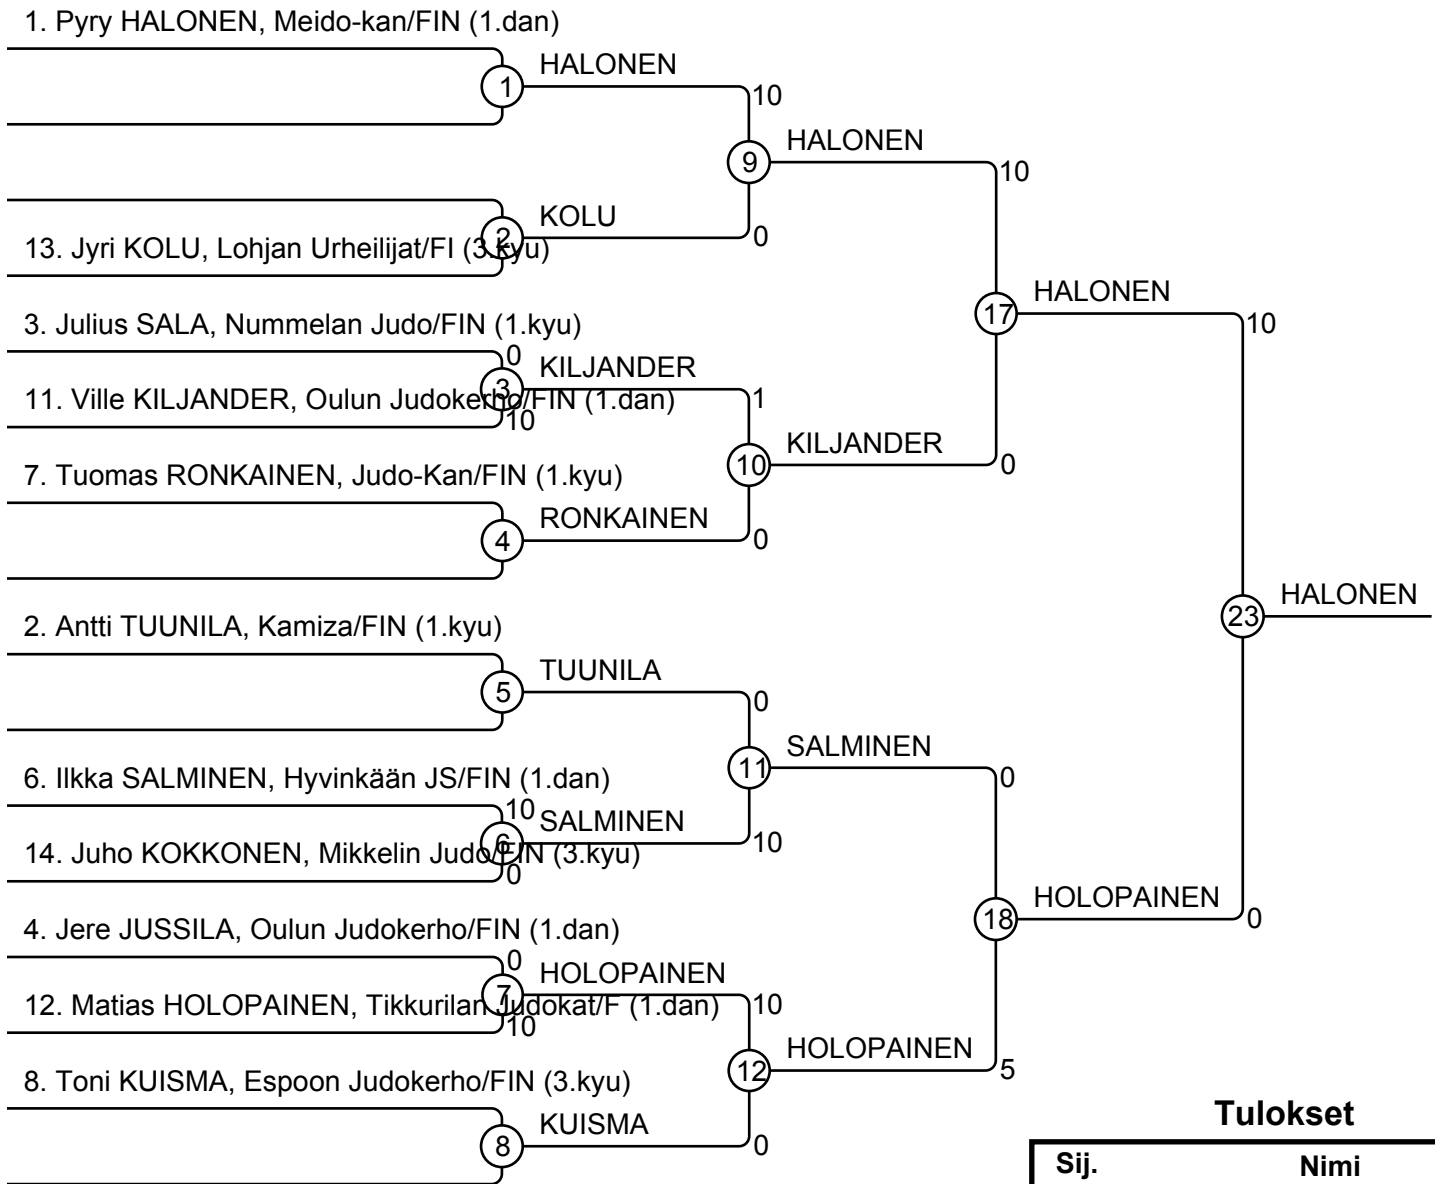 1. Pyry HALONEN, Meido-kan/FIN (1.dan)
HALONEN
1
10
HALONEN
9
10
KOLU
2
0
13. Jyri KOLU, Lohjan Urheilijat/FI (3.kyu)
HALONEN
17
10
3. Julius SALA, Nummelan Judo/FIN (1.kyu)
0
KILJANDER
3
1
11. Ville KILJANDER, Oulun Judokerho/FIN (1.dan)
10
KILJANDER
10
0
7. Tuomas RONKAINEN, Judo-Kan/FIN (1.kyu)
RONKAINEN
4
0
HALONEN
23
2. Antti TUUNILA, Kamiza/FIN (1.kyu)
TUUNILA
5
0
SALMINEN
11
0
6. Ilkka SALMINEN, Hyvinkään JS/FIN (1.dan)
10
SALMINEN
6
10
14. Juho KOKKONEN, Mikkelin Judo/FIN (3.kyu)
0
HOLOPAINEN
18
0
4. Jere JUSSILA, Oulun Judokerho/FIN (1.dan)
0
HOLOPAINEN
7
10
12. Matias HOLOPAINEN, Tikkurilan Judokat/F (1.dan)
10
HOLOPAINEN
12
5
8. Toni KUISMA, Espoon Judokerho/FIN (3.kyu)
KUISMA
8
0
Tulokset
Sij. Nimi